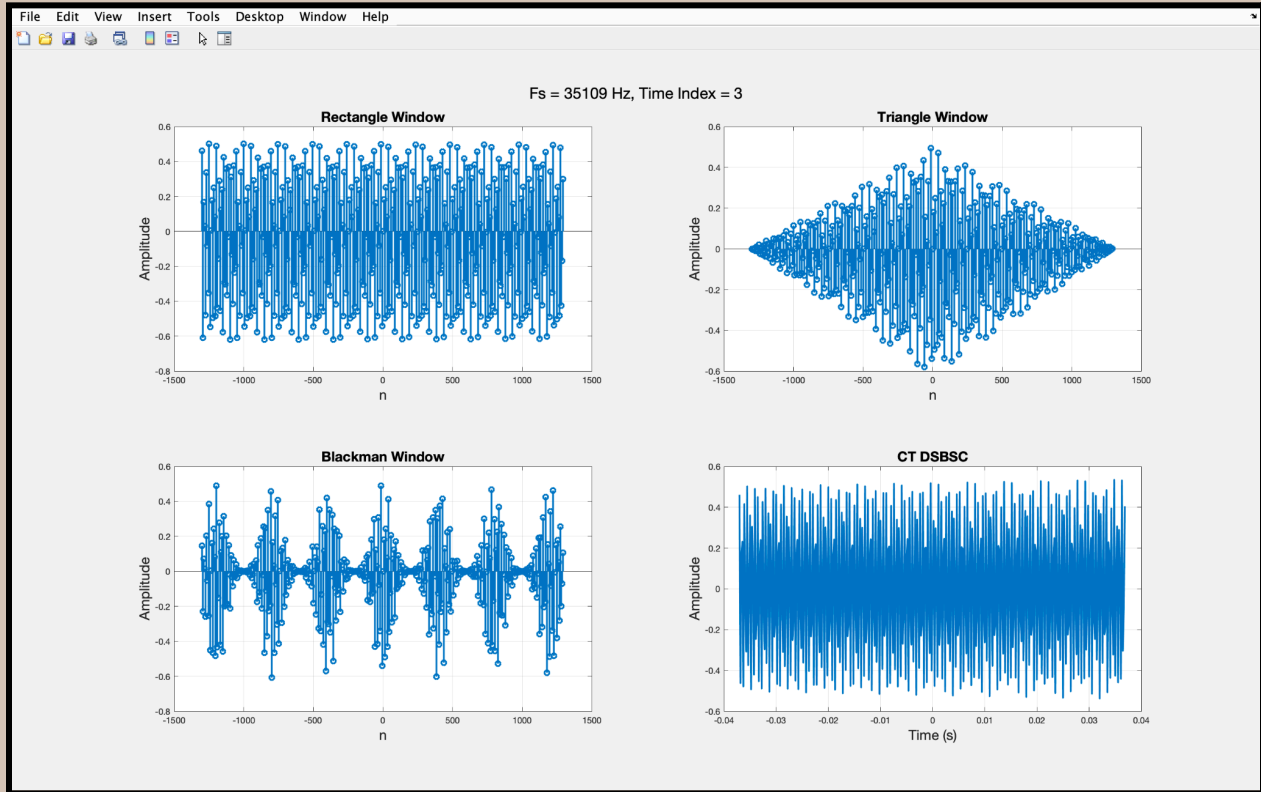 File Edit View Insert Tools Desktop Window Help
Fs = 35109 Hz, Time Index = 3
Rectangle Window
0.6
0.4
0.2
0
-0.2
-0.4
-0.6
-0.8
Amplitude
-1500 -1000 -500 0 500 1000 1500
n
Triangle Window
0.6
0.4
0.2
0
-0.2
-0.4
-0.6
Amplitude
-1500 -1000 -500 0 500 1000 1500
n
Blackman Window
0.6
0.4
0.2
0
-0.2
-0.4
-0.6
-0.8
Amplitude
-1500 -1000 -500 0 500 1000 1500
n
CT DSBSC
0.6
0.4
0.2
0
-0.2
-0.4
-0.6
Amplitude
-0.04 -0.03 -0.02 -0.01 0 0.01 0.02 0.03 0.04
Time (s)